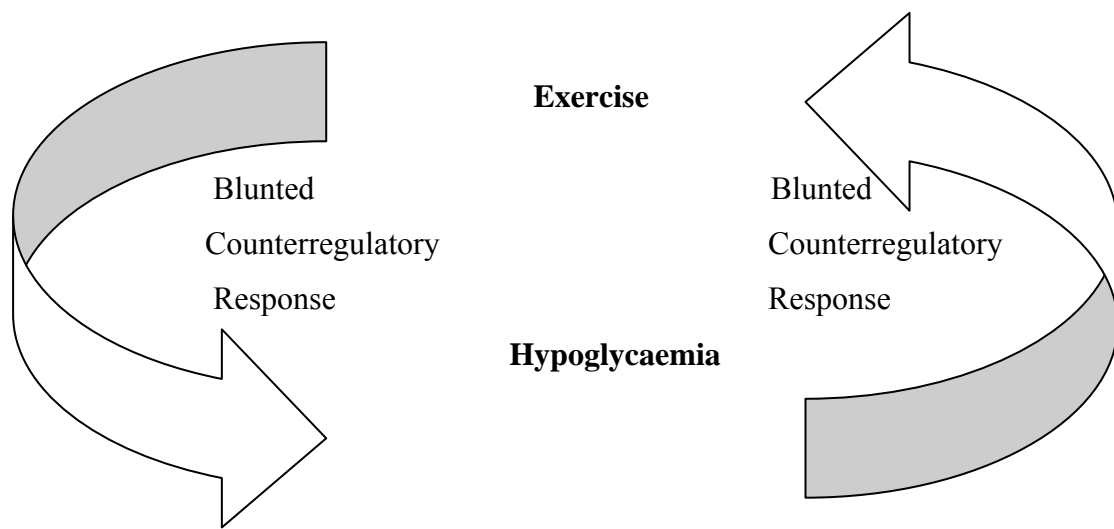 Exercise
Blunted
Counterregulatory
Response
Blunted
Counterregulatory
Response
Hypoglycaemia